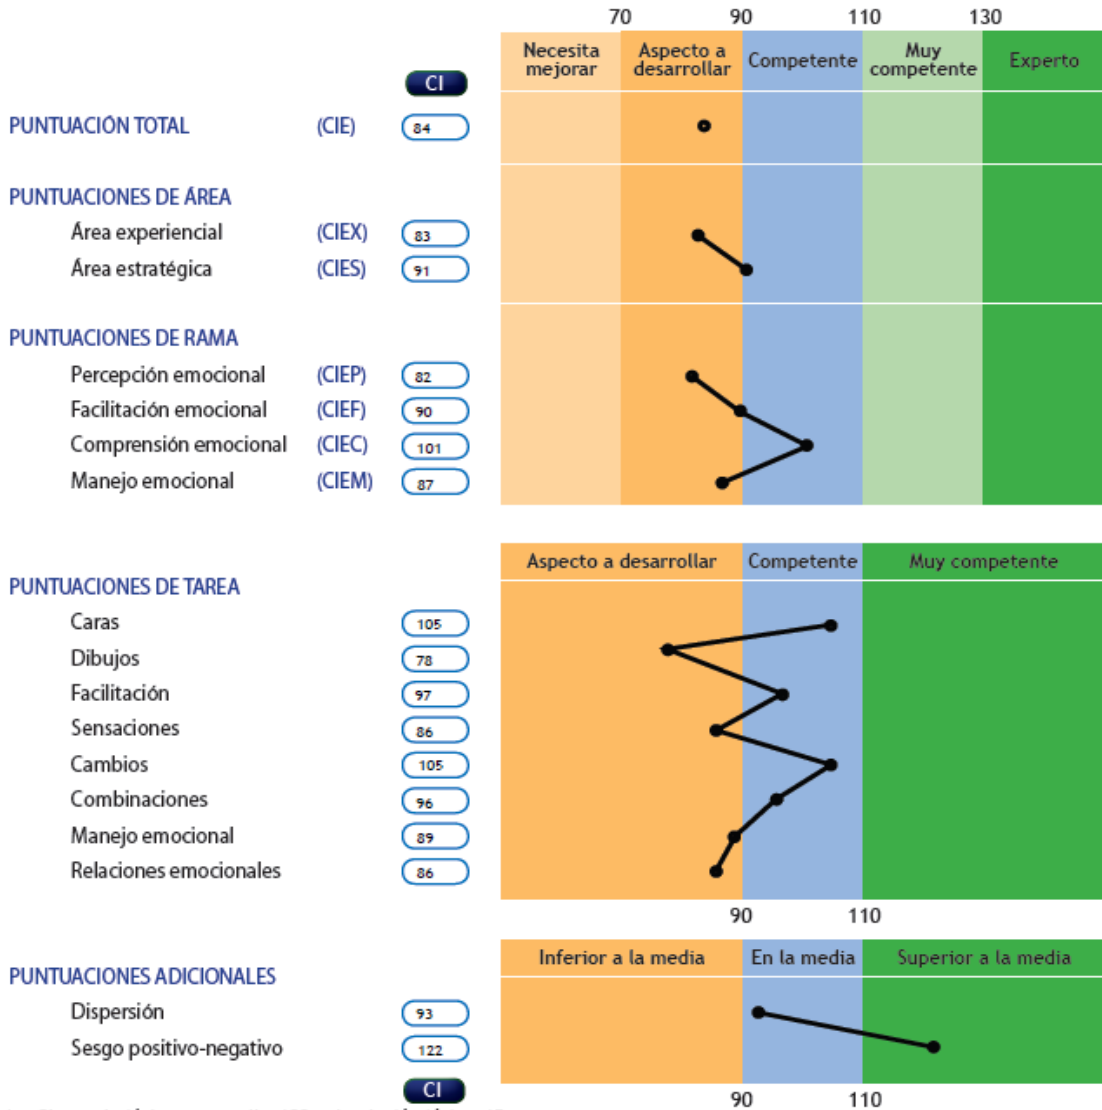 70 90 110 130
Necesita mejorar Aspecto a desarrollar Competente Muy competente Experto
CI
PUNTUACIÓN TOTAL (CIE) 84
PUNTUACIONES DE ÁREA
Área experiencial (CIEX) 83
Área estratégica (CIES) 91
PUNTUACIONES DE RAMA
Percepción emocional (CIEP) 82
Facilitación emocional (CIEF) 90
Comprensión emocional (CIEC) 101
Manejo emocional (CIEM) 87
Aspecto a desarrollar Competente Muy competente
PUNTUACIONES DE TAREA
Caras 105
Dibujos 78
Facilitación 97
Sensaciones 86
Cambios 105
Combinaciones 96
Manejo emocional 89
Relaciones emocionales 86
90 110
Inferior a la media En la media Superior a la media
PUNTUACIONES ADICIONALES
Dispersión 93
Sesgo positivo-negativo 122
CI
90 110